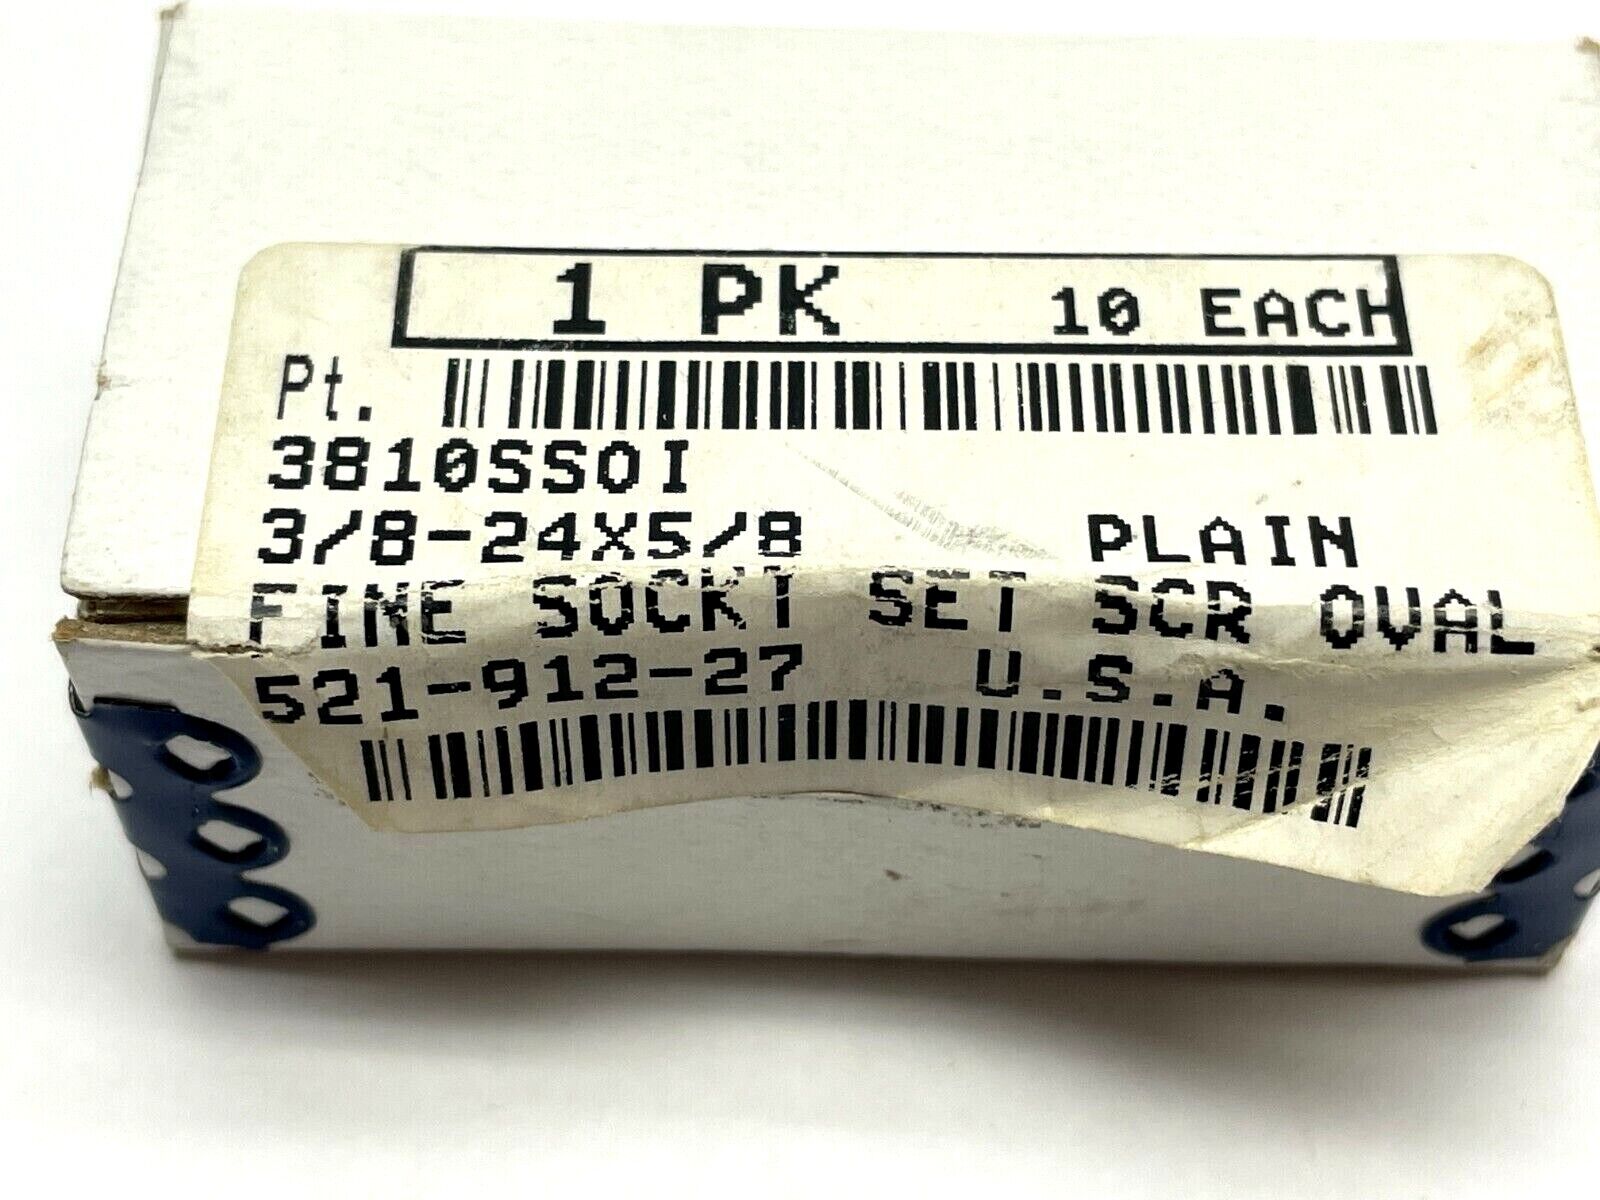 1 PK 10 EACH
Pt.
3810SSOI
3/8-24X5/8 PLAIN
FINE SOCKT SET SCR OVAL
521-912-27 U.S.A.